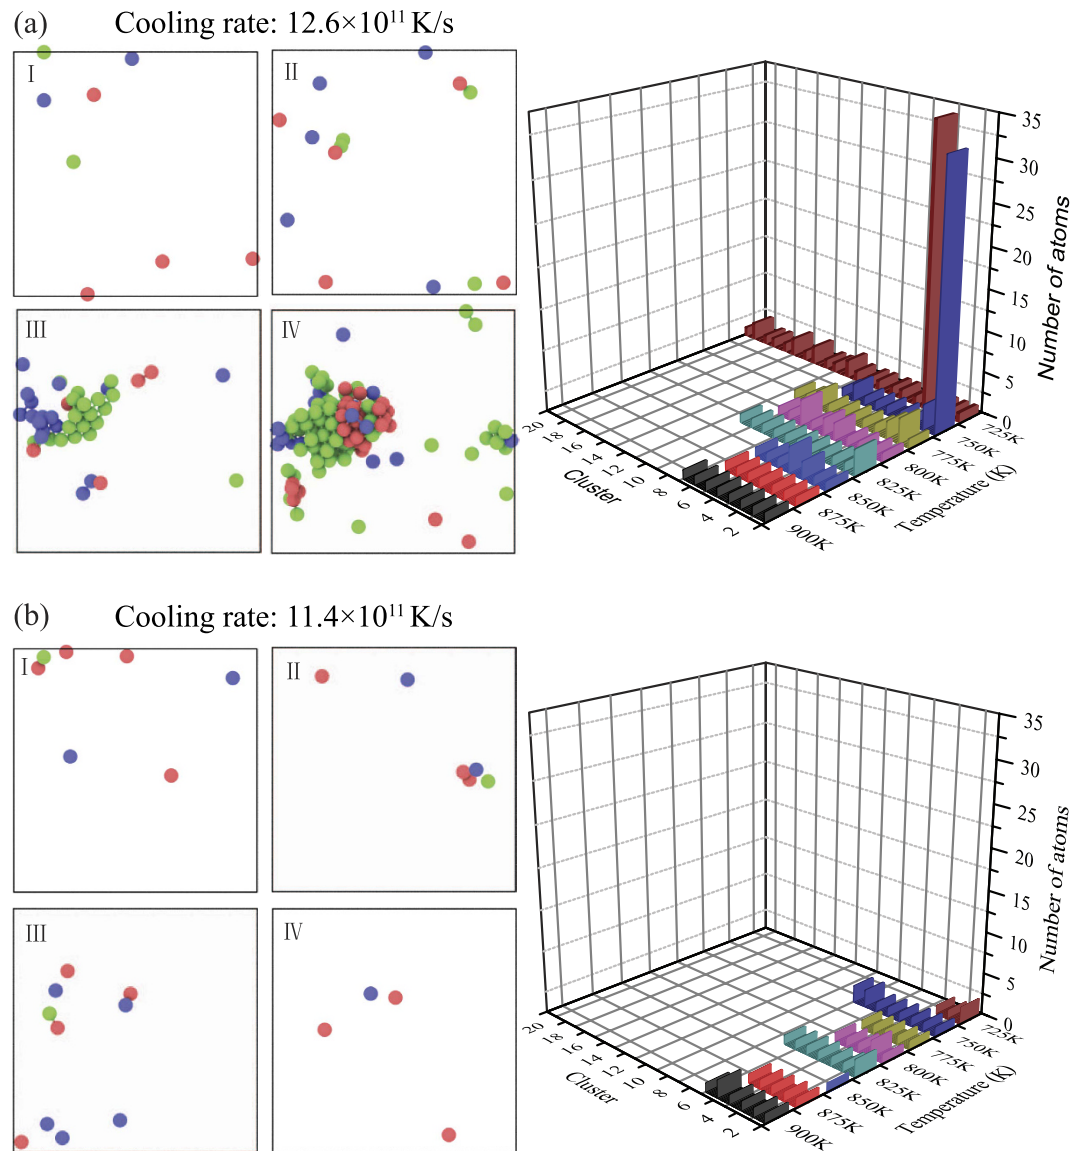 (a) Cooling rate: 12.6×10¹¹ K/s
I
II
III
IV
35
30
25
20
15
10
5
0
Number of atoms
20
18
16
14
12
10
8
6
4
2
Cluster
900K
875K
850K
825K
800K
775K
750K
725K
Temperature (K)
(b) Cooling rate: 11.4×10¹¹ K/s
I
II
III
IV
35
30
25
20
15
10
5
0
Number of atoms
20
18
16
14
12
10
8
6
4
2
Cluster
900K
875K
850K
825K
800K
775K
750K
725K
Temperature (K)